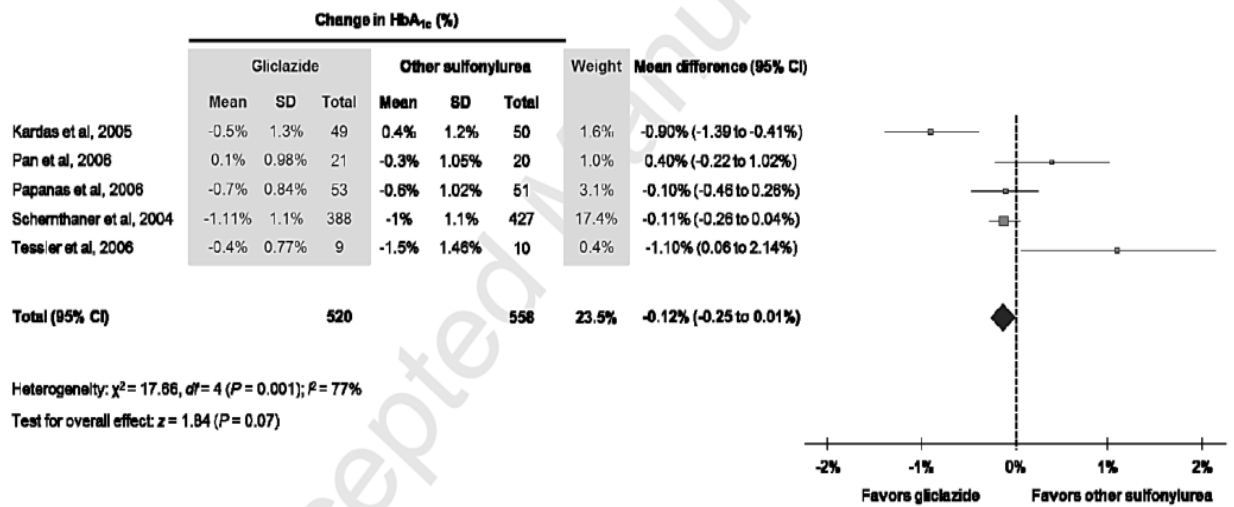 Change in HbA1c (%)
Gliclazide Other sulfonylurea Weight Mean difference (95% CI)
Mean SD Total Mean SD Total
Kardas et al, 2005 -0.5% 1.3% 49 0.4% 1.2% 50 1.6% -0.90% (-1.39 to -0.41%)
Pan et al, 2006 0.1% 0.98% 21 -0.3% 1.05% 20 1.0% 0.40% (-0.22 to 1.02%)
Papanas et al, 2006 -0.7% 0.84% 53 -0.6% 1.02% 51 3.1% -0.10% (-0.46 to 0.26%)
Schernthaner et al, 2004 -1.11% 1.1% 388 -1% 1.1% 427 17.4% -0.11% (-0.26 to 0.04%)
Tessier et al, 2006 -0.4% 0.77% 9 -1.5% 1.46% 10 0.4% -1.10% (0.06 to 2.14%)
Total (95% CI) 520 558 23.5% -0.12% (-0.25 to 0.01%)
Heterogeneity: χ² = 17.66, df = 4 (P = 0.001); I² = 77%
Test for overall effect: z = 1.84 (P = 0.07)
-2% -1% 0% 1% 2%
Favors gliclazide Favors other sulfonylurea
cepted Manu